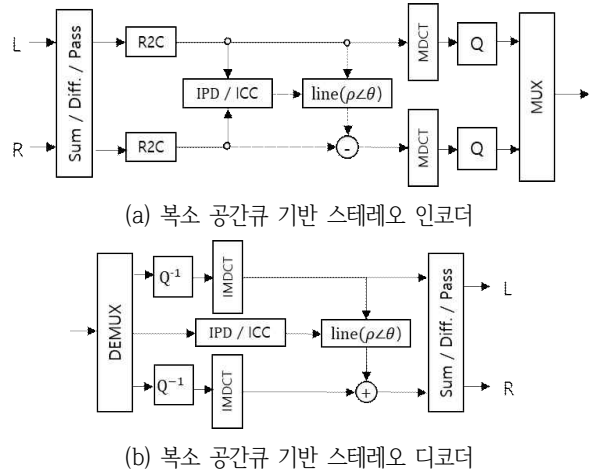 L
R
Sum / Diff. / Pass
R2C
R2C
IPD / ICC
line(ρ∠θ)
-
MDCT
MDCT
Q
Q
MUX
(a) 복소 공간큐 기반 스테레오 인코더
DEMUX
Q⁻¹
Q⁻¹
IMDCT
IMDCT
IPD / ICC
line(ρ∠θ)
+
Sum / Diff. / Pass
L
R
(b) 복소 공간큐 기반 스테레오 디코더